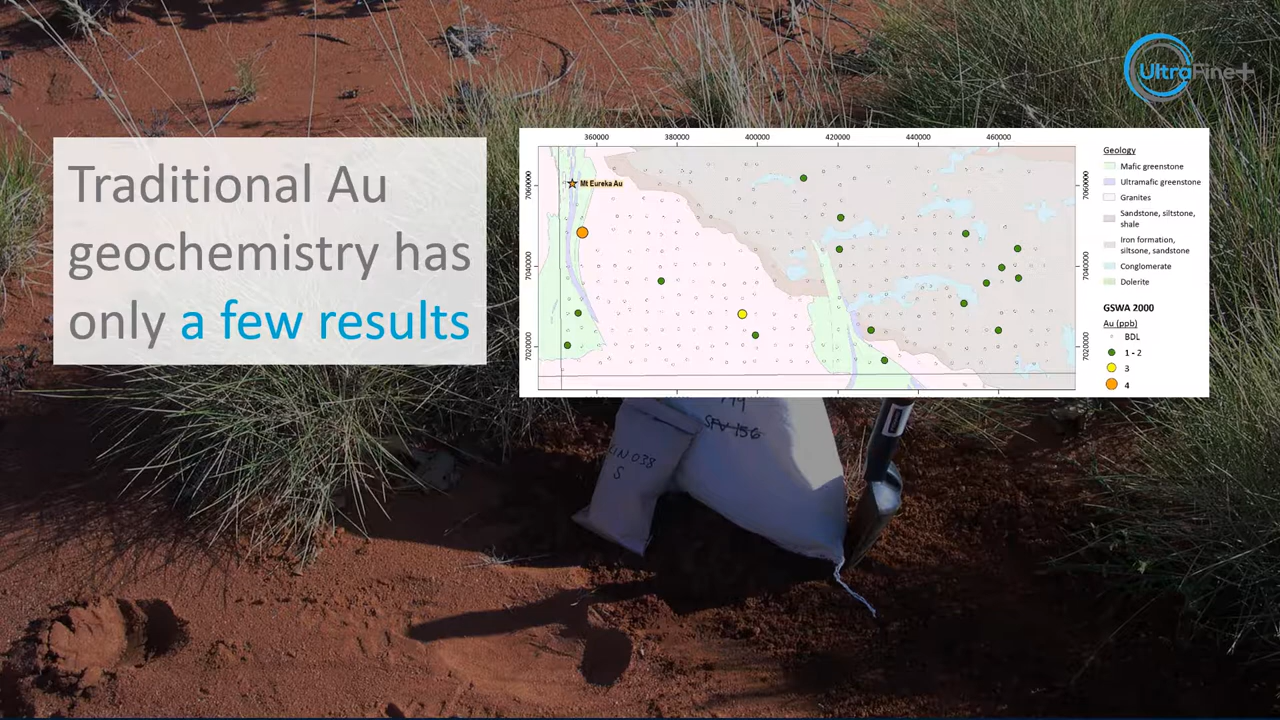 UltraFine+
Traditional Au
geochemistry has
only a few results
360000 380000 400000 420000 440000 460000
7060000
7040000
7020000
Mt Eureka Au
7060000
7040000
7020000
Geology
Mafic greenstone
Ultramafic greenstone
Granites
Sandstone, siltstone,
shale
Iron formation,
siltsone, sandstone
Conglomerate
Dolerite
GSWA 2000
Au (ppb)
BDL
1 - 2
3
4
038
S
156